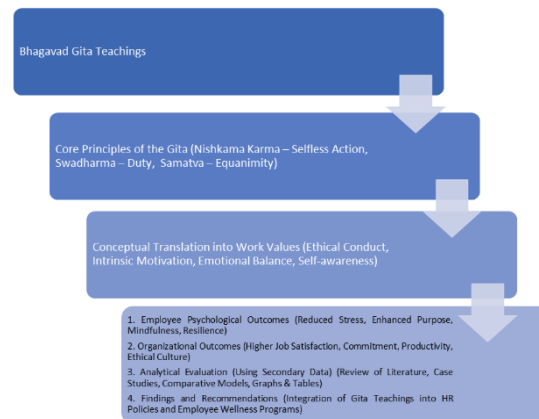 Bhagavad Gita Teachings
Core Principles of the Gita (Nishkama Karma – Selfless Action,
Swadharma – Duty, Samatva – Equanimity)
Conceptual Translation into Work Values (Ethical Conduct,
Intrinsic Motivation, Emotional Balance, Self-awareness)
1. Employee Psychological Outcomes (Reduced Stress, Enhanced Purpose,
Mindfulness, Resilience)
2. Organizational Outcomes (Higher Job Satisfaction, Commitment, Productivity,
Ethical Culture)
3. Analytical Evaluation (Using Secondary Data) (Review of Literature, Case
Studies, Comparative Models, Graphs & Tables)
4. Findings and Recommendations (Integration of Gita Teachings into HR
Policies and Employee Wellness Programs)